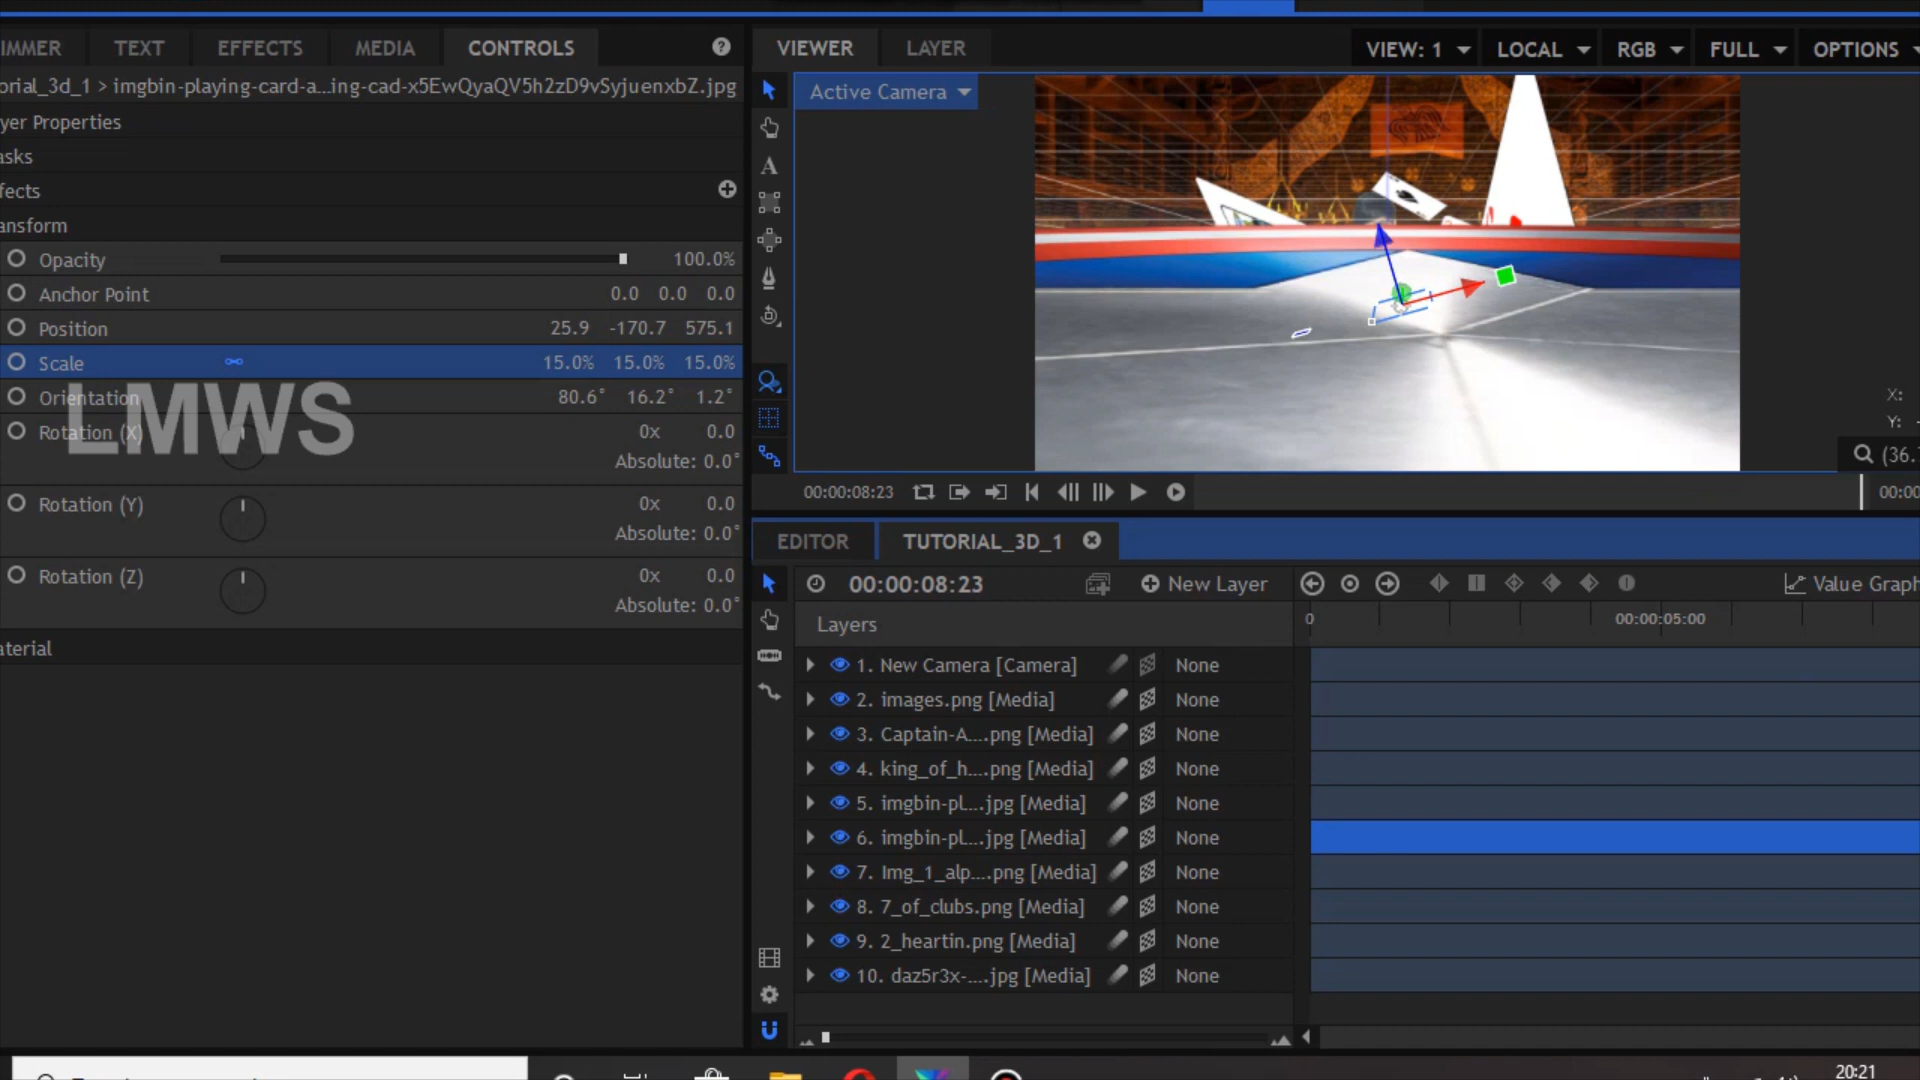 IMMER TEXT EFFECTS MEDIA CONTROLS
orial_3d_1 > imgbin-playing-card-a...ing-cad-x5EwQyaQV5h2zD9vSyjuenxbZ.jpg
yer Properties
asks
fects
ansform
Opacity 100.0%
Anchor Point 0.0 0.0 0.0
Position 25.9 -170.7 575.1
Scale 15.0% 15.0% 15.0%
Orientation 80.6° 16.2° 1.2°
LMWS
Rotation (X) 0x 0.0
Absolute: 0.0°
Rotation (Y) 0x 0.0
Absolute: 0.0°
Rotation (Z) 0x 0.0
Absolute: 0.0°
aterial
VIEWER LAYER VIEW: 1 LOCAL RGB FULL OPTIONS
Active Camera
X:
Y: -
(36.
00:00:08:23 00:00
EDITOR TUTORIAL_3D_1
00:00:08:23 New Layer Value Graph
Layers 0 00:00:05:00
1. New Camera [Camera] None
2. images.png [Media] None
3. Captain-A....png [Media] None
4. king_of_h....png [Media] None
5. imgbin-pl....jpg [Media] None
6. imgbin-pl....jpg [Media] None
7. Img_1_alp....png [Media] None
8. 7_of_clubs.png [Media] None
9. 2_heartin.png [Media] None
10. daz5r3x-....jpg [Media] None
20:21